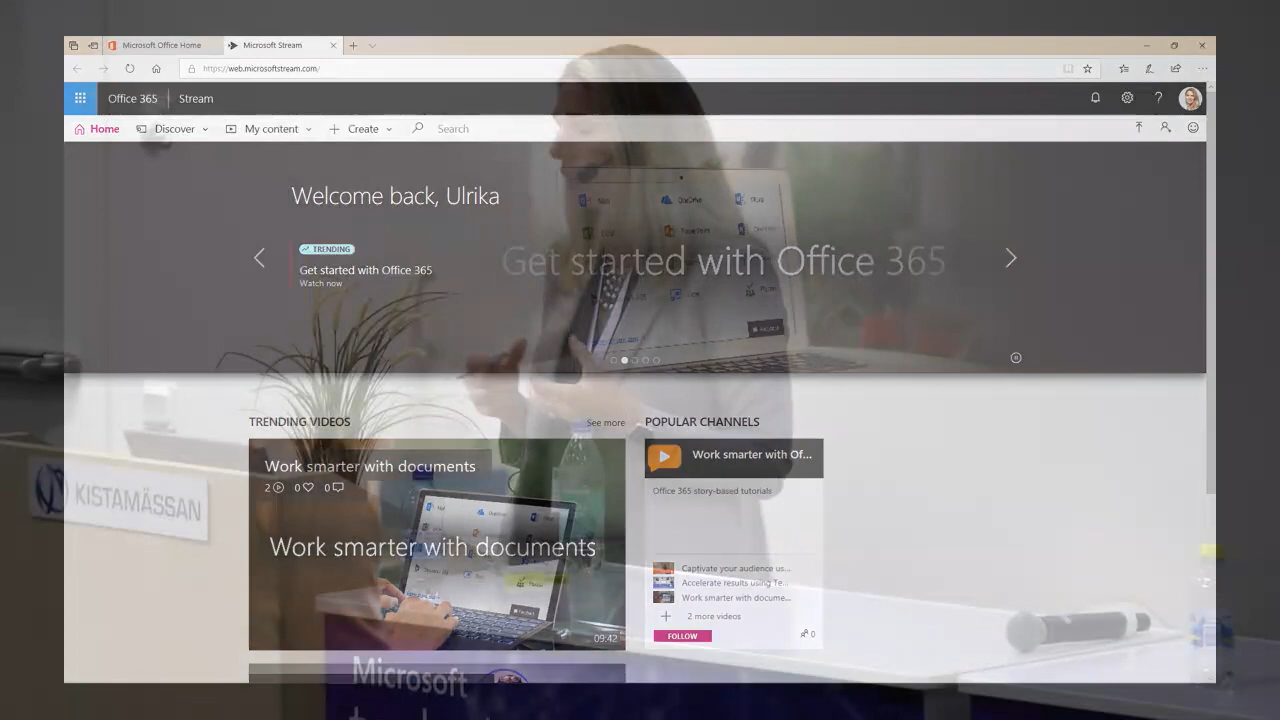 Microsoft Office Home
Microsoft Stream
https://web.microsoftstream.com/
Office 365
Stream
Home
Discover
My content
Create
Search
Welcome back, Ulrika
TRENDING
Get started with Office 365
Watch now
Get started with Office 365
TRENDING VIDEOS
See more
POPULAR CHANNELS
Work smarter with documents
2
0
0
Work smarter with documents
09:42
Work smarter with Of...
Office 365 story-based tutorials
Captivate your audience us...
Accelerate results using Te...
Work smarter with docume...
2 more videos
FOLLOW
0
KISTAMÄSSAN
Microsoft